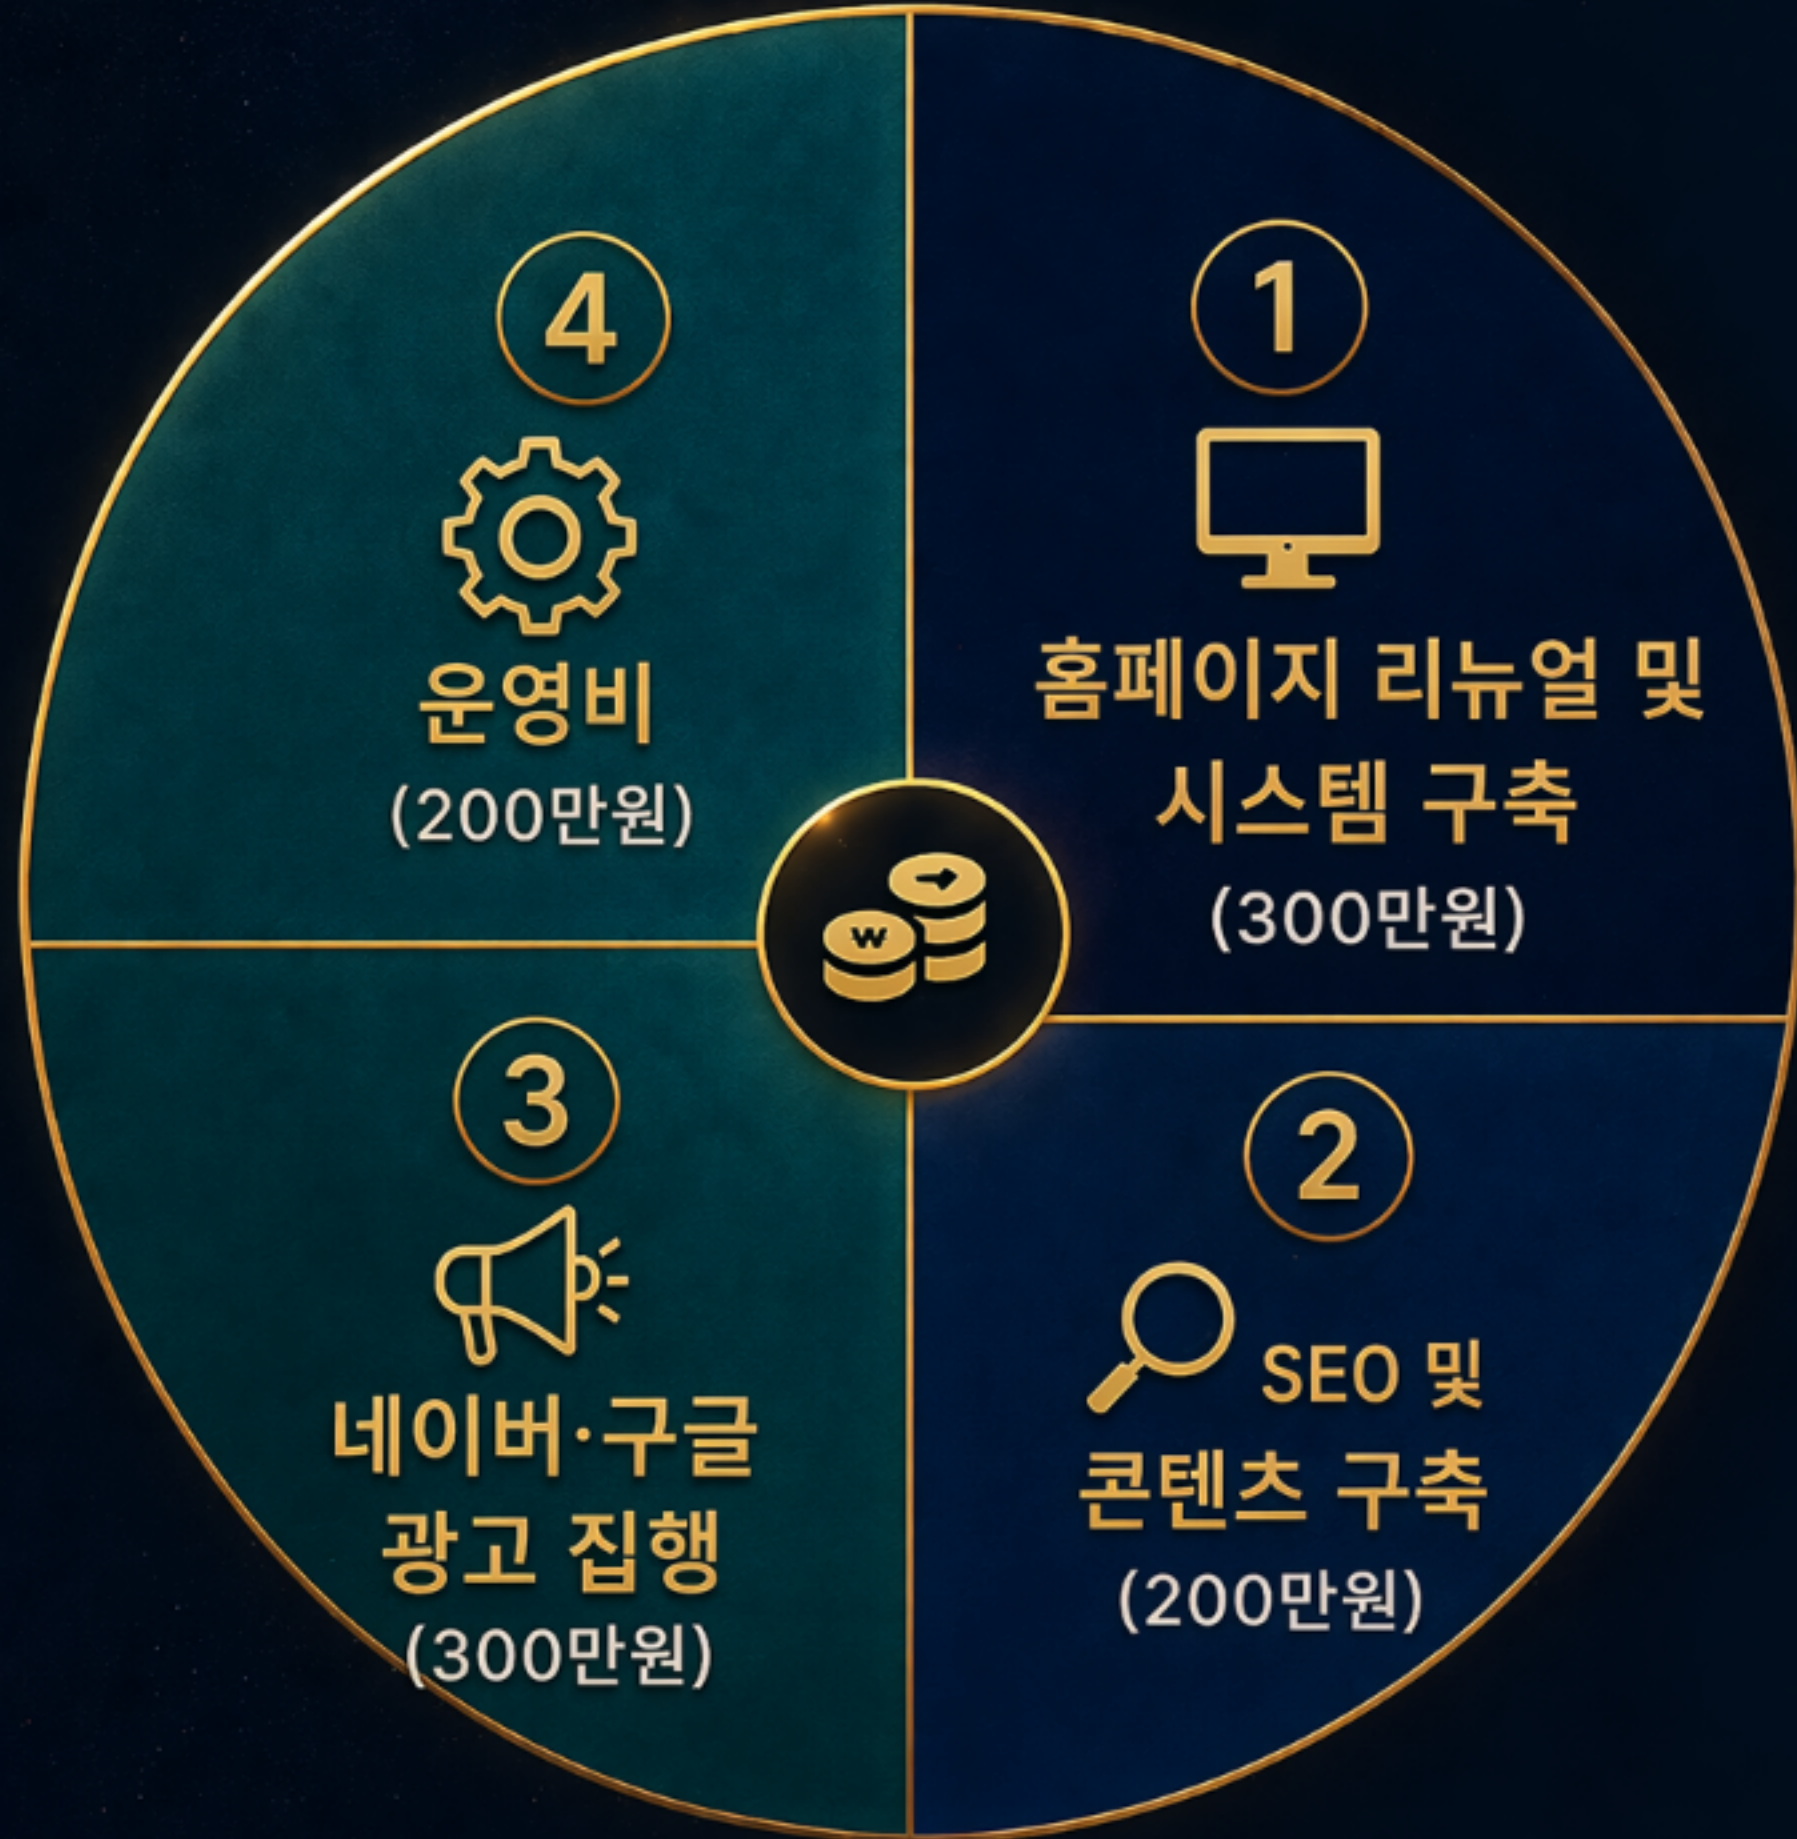 1
홈페이지 리뉴얼 및
시스템 구축
(300만원)
2
SEO 및
콘텐츠 구축
(200만원)
3
네이버·구글
광고 집행
(300만원)
4
운영비
(200만원)
W